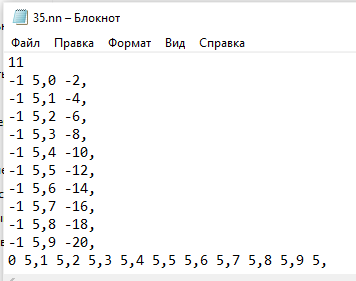 35.nn – Блокнот
Файл Правка Формат Вид Справка
11
-1 5,0 -2,
-1 5,1 -4,
-1 5,2 -6,
-1 5,3 -8,
-1 5,4 -10,
-1 5,5 -12,
-1 5,6 -14,
-1 5,7 -16,
-1 5,8 -18,
-1 5,9 -20,
0 5,1 5,2 5,3 5,4 5,5 5,6 5,7 5,8 5,9 5,